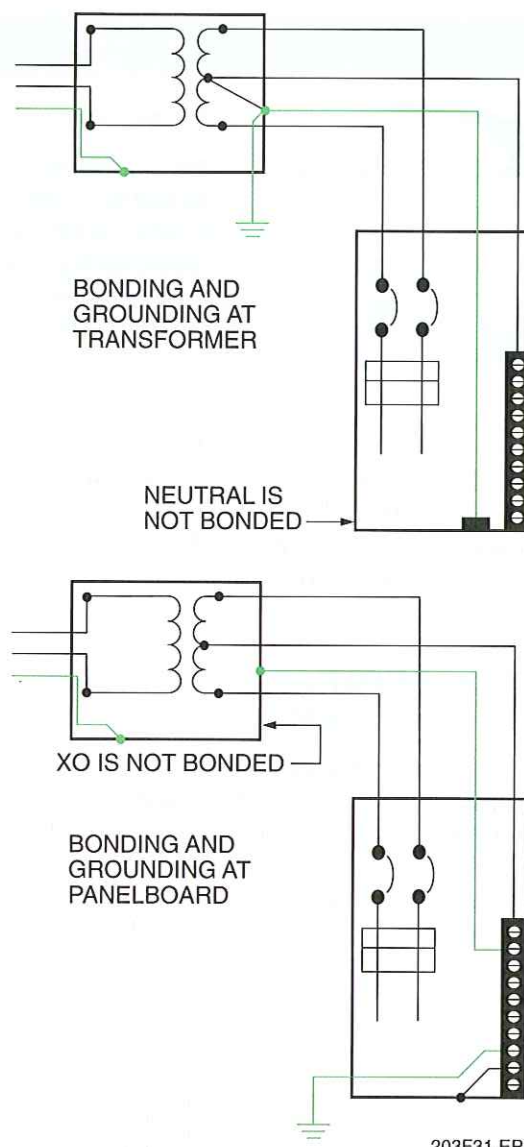 BONDING AND
GROUNDING AT
TRANSFORMER
NEUTRAL IS
NOT BONDED
XO IS NOT BONDED
BONDING AND
GROUNDING AT
PANELBOARD